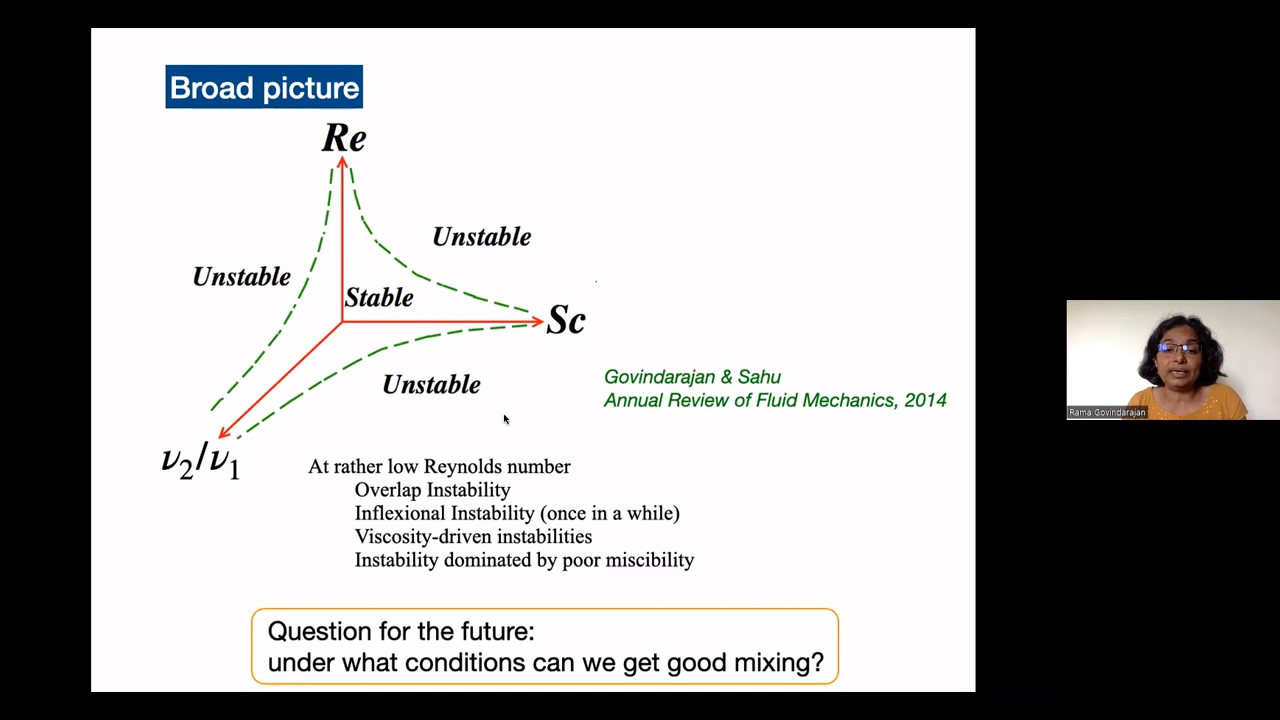 Broad picture
Re
Unstable
Unstable
Stable
Sc
Unstable
Govindarajan & Sahu
Annual Review of Fluid Mechanics, 2014
Rama Govindarajan
ν₂/ν₁
At rather low Reynolds number
Overlap Instability
Inflexional Instability (once in a while)
Viscosity-driven instabilities
Instability dominated by poor miscibility
Question for the future:
under what conditions can we get good mixing?